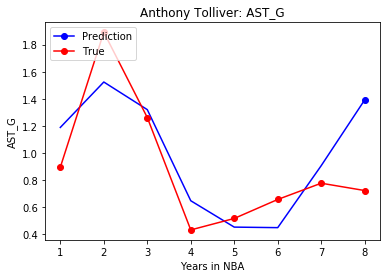 Anthony Tolliver: AST_G
Prediction
True
1.8
1.6
1.4
1.2
1.0
0.8
0.6
0.4
AST_G
1 2 3 4 5 6 7 8
Years in NBA